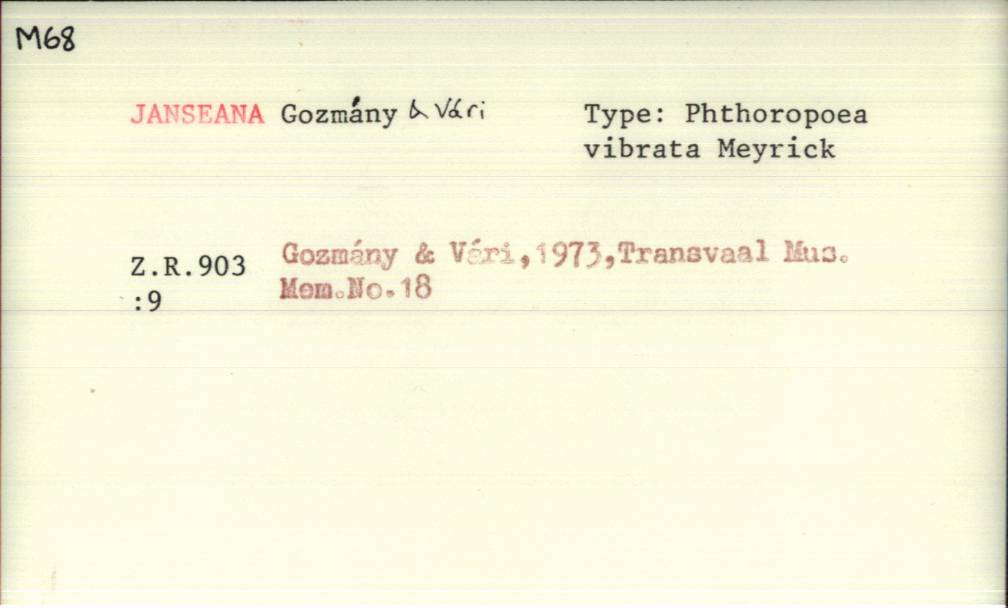 M68
JANSEANA Gozmány & Vári Type: Phthoropoea
vibrata Meyrick
Z.R.903 Gozmány & Vári,1973,Transvaal Mus.
:9 Mem.No.18